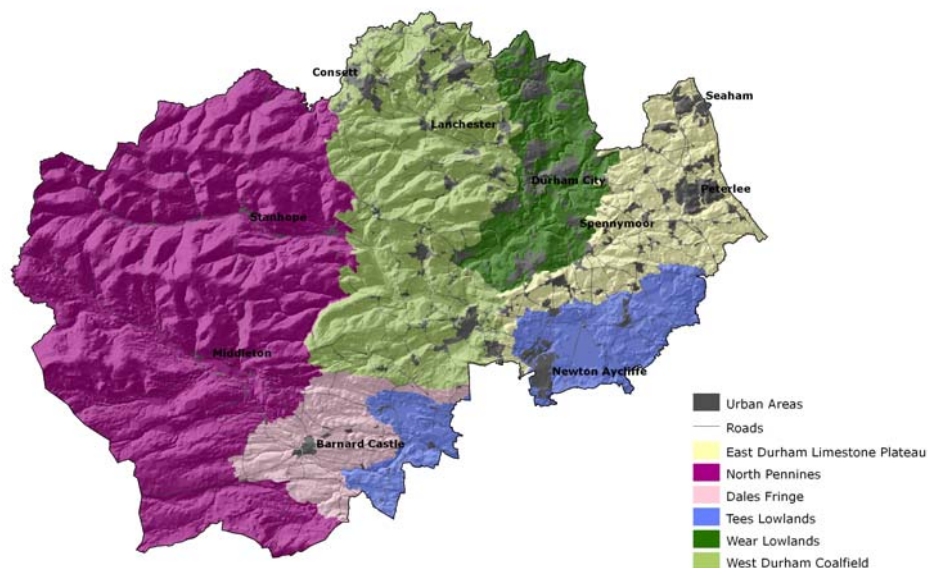 Consett
Seaham
Lanchester
Durham City
Peterlee
Stanhope
Spennymoor
Middleton
Newton Aycliffe
Barnard Castle
Urban Areas
Roads
East Durham Limestone Plateau
North Pennines
Dales Fringe
Tees Lowlands
Wear Lowlands
West Durham Coalfield